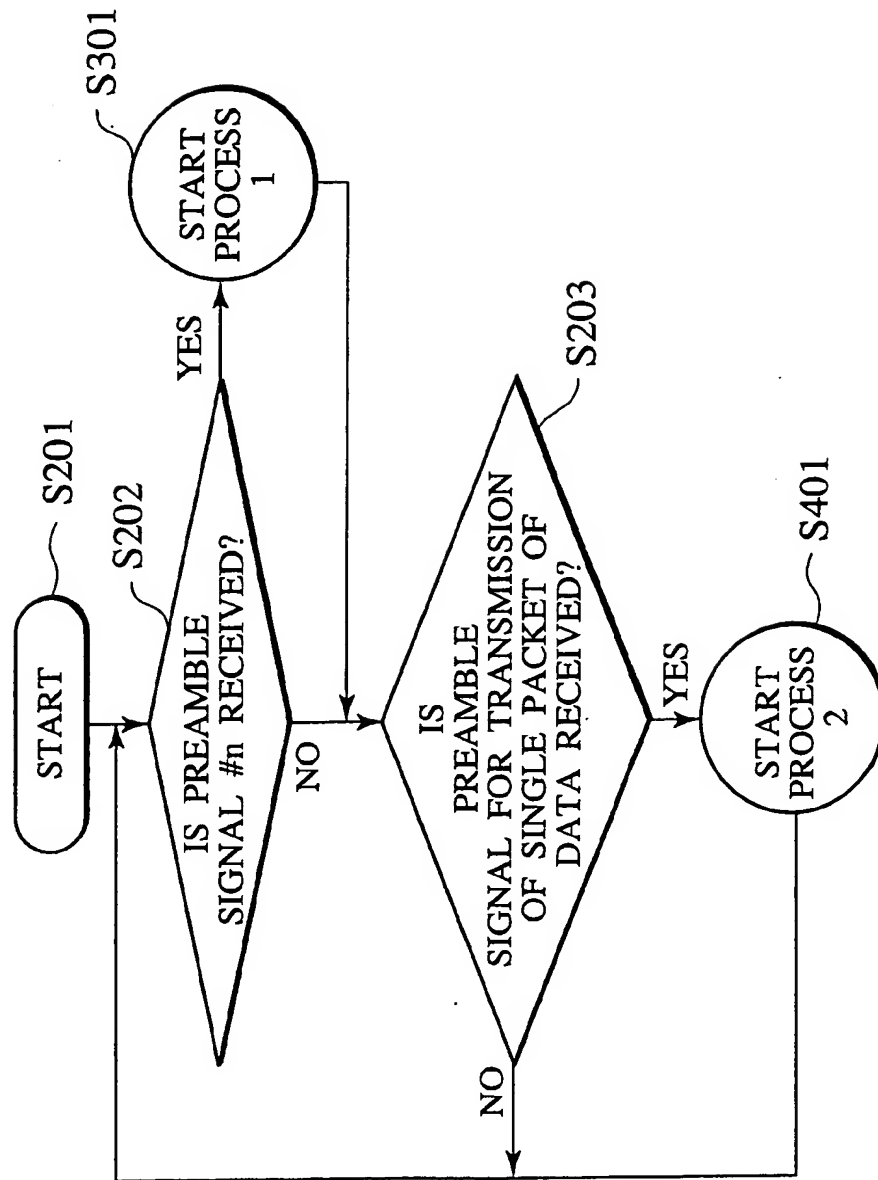 START
S201
IS PREAMBLE
SIGNAL #n RECEIVED?
S202
YES
START
PROCESS
1
S301
NO
IS
PREAMBLE
SIGNAL FOR TRANSMISSION
OF SINGLE PACKET OF
DATA RECEIVED?
S203
NO
YES
START
PROCESS
2
S401